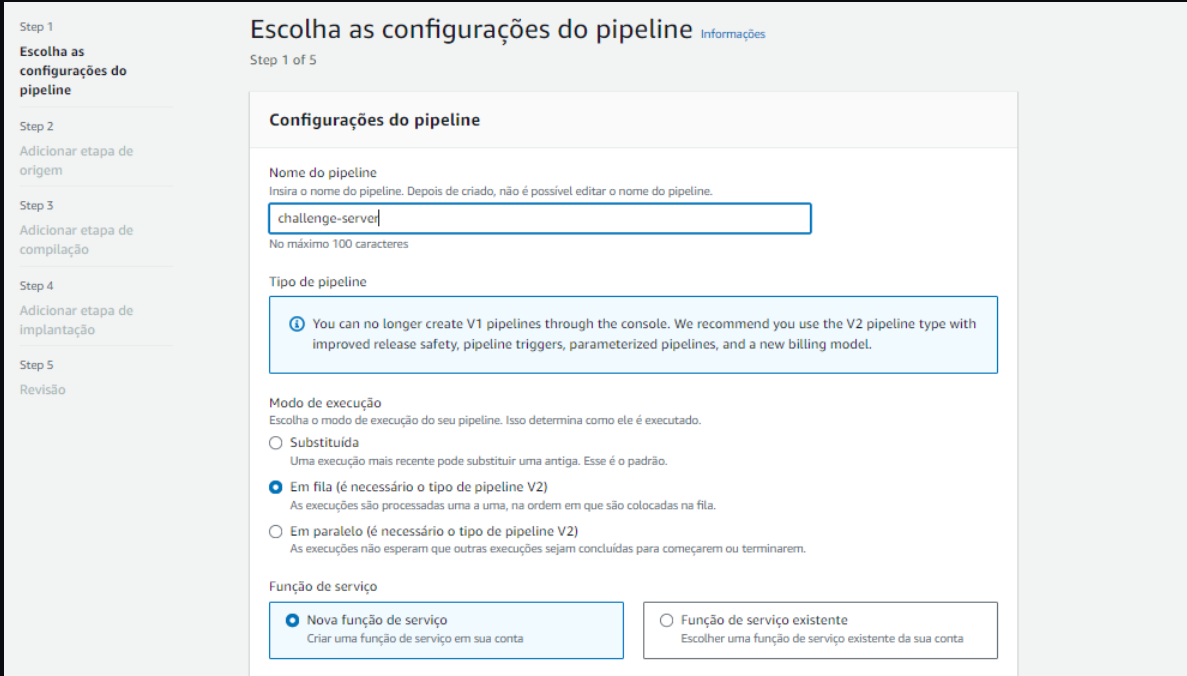 Step 1
Escolha as
configurações do
pipeline
Step 2
Adicionar etapa de
origem
Step 3
Adicionar etapa de
compilação
Step 4
Adicionar etapa de
implantação
Step 5
Revisão
Escolha as configurações do pipeline Informações
Step 1 of 5
Configurações do pipeline
Nome do pipeline
Insira o nome do pipeline. Depois de criado, não é possível editar o nome do pipeline.
challenge-server
No máximo 100 caracteres
Tipo de pipeline
You can no longer create V1 pipelines through the console. We recommend you use the V2 pipeline type with
improved release safety, pipeline triggers, parameterized pipelines, and a new billing model.
Modo de execução
Escolha o modo de execução do seu pipeline. Isso determina como ele é executado.
Substituída
Uma execução mais recente pode substituir uma antiga. Esse é o padrão.
Em fila (é necessário o tipo de pipeline V2)
As execuções são processadas uma a uma, na ordem em que são colocadas na fila.
Em paralelo (é necessário o tipo de pipeline V2)
As execuções não esperam que outras execuções sejam concluídas para começarem ou terminarem.
Função de serviço
Nova função de serviço
Criar uma função de serviço em sua conta
Função de serviço existente
Escolher uma função de serviço existente da sua conta